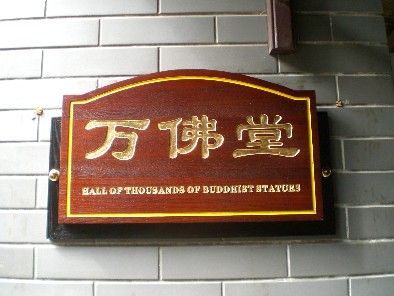 万佛堂
HALL OF THOUSANDS OF BUDDHIST STATUES